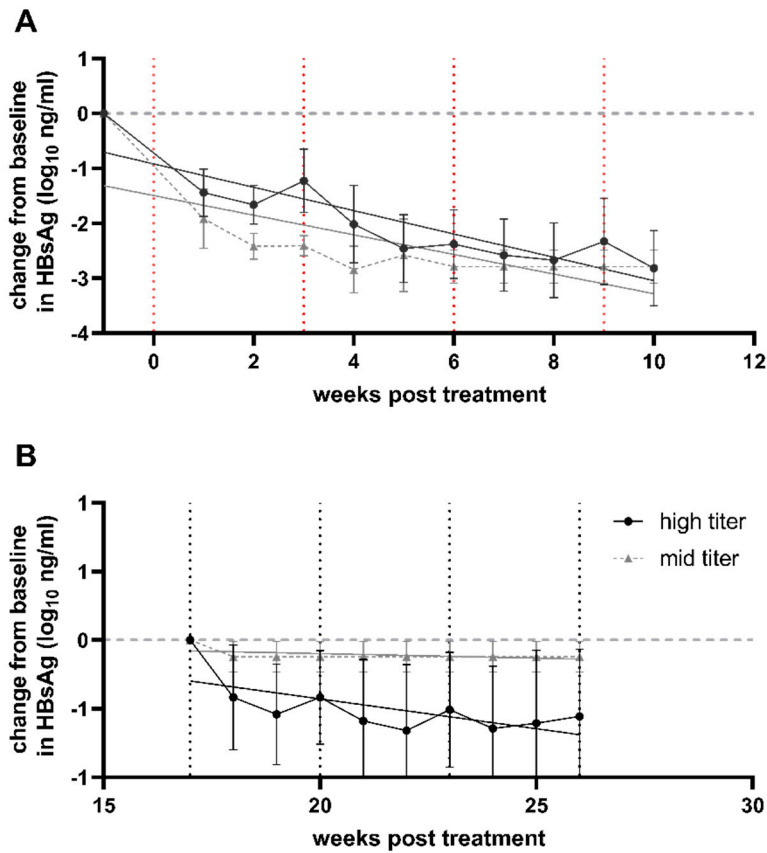 A
change from baseline
in HBsAg (log10 ng/ml)
1
0
-1
-2
-3
-4
0 2 4 6 8 10 12
weeks post treatment
B
change from baseline
in HBsAg (log10 ng/ml)
1
1
0
-1
-1
15 20 25 30
high titer
mid titer
weeks post treatment